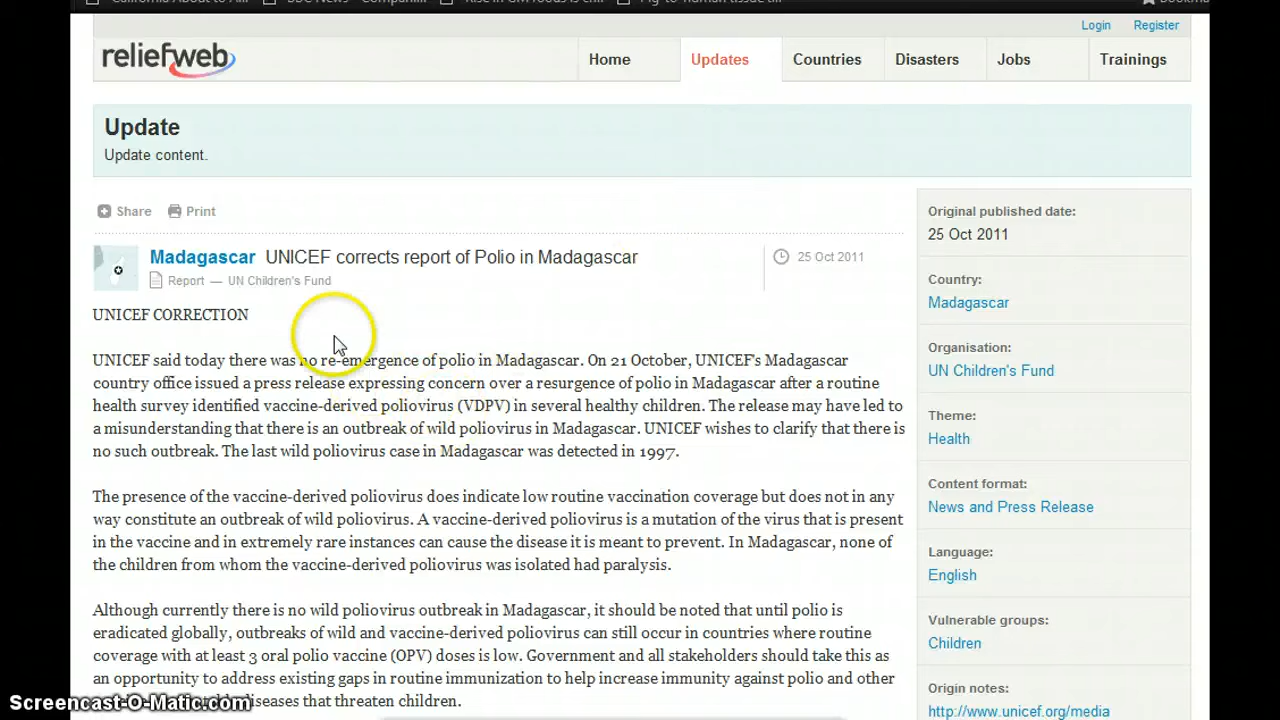 Login Register
reliefweb Home Updates Countries Disasters Jobs Trainings
Update
Update content.
Share Print
Madagascar UNICEF corrects report of Polio in Madagascar 25 Oct 2011
Report — UN Children's Fund
UNICEF CORRECTION
UNICEF said today there was no re-emergence of polio in Madagascar. On 21 October, UNICEF's Madagascar
country office issued a press release expressing concern over a resurgence of polio in Madagascar after a routine
health survey identified vaccine-derived poliovirus (VDPV) in several healthy children. The release may have led to
a misunderstanding that there is an outbreak of wild poliovirus in Madagascar. UNICEF wishes to clarify that there is
no such outbreak. The last wild poliovirus case in Madagascar was detected in 1997.
The presence of the vaccine-derived poliovirus does indicate low routine vaccination coverage but does not in any
way constitute an outbreak of wild poliovirus. A vaccine-derived poliovirus is a mutation of the virus that is present
in the vaccine and in extremely rare instances can cause the disease it is meant to prevent. In Madagascar, none of
the children from whom the vaccine-derived poliovirus was isolated had paralysis.
Although currently there is no wild poliovirus outbreak in Madagascar, it should be noted that until polio is
eradicated globally, outbreaks of wild and vaccine-derived poliovirus can still occur in countries where routine
coverage with at least 3 oral polio vaccine (OPV) doses is low. Government and all stakeholders should take this as
an opportunity to address existing gaps in routine immunization to help increase immunity against polio and other
diseases that threaten children.
Original published date:
25 Oct 2011
Country:
Madagascar
Organisation:
UN Children's Fund
Theme:
Health
Content format:
News and Press Release
Language:
English
Vulnerable groups:
Children
Origin notes:
http://www.unicef.org/media
Screencast-O-Matic.com